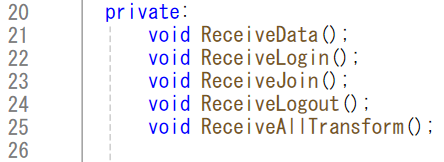 20 private:
21 void ReceiveData();
22 void ReceiveLogin();
23 void ReceiveJoin();
24 void ReceiveLogout();
25 void ReceiveAllTransform();
26